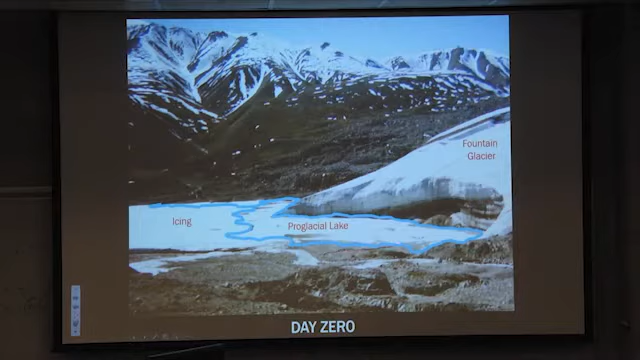 Fountain
Glacier
Icing
Proglacial Lake
DAY ZERO